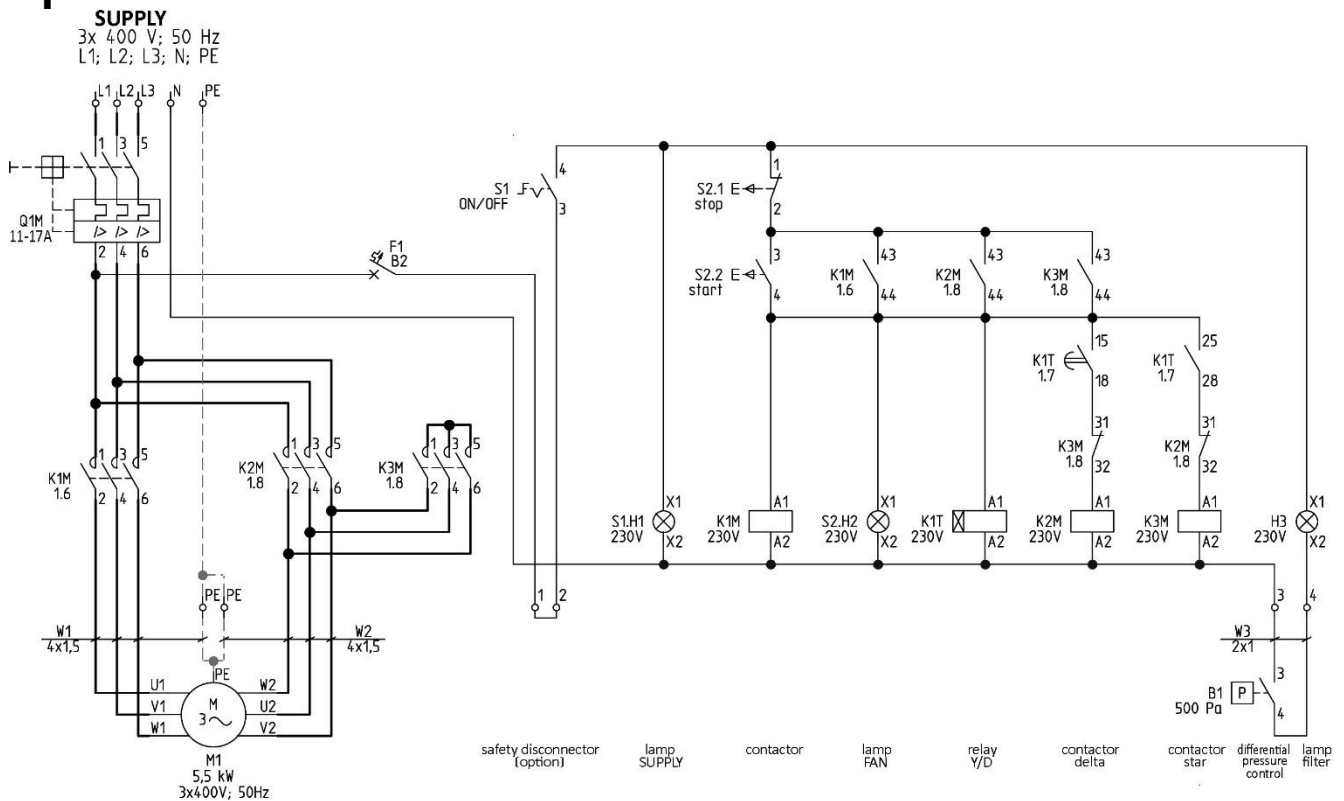 SUPPLY
3x 400 V; 50 Hz
L1; L2; L3; N; PE
L1 L2 L3 N PE
1 3 5
Q1M
11-17A
I> I> I>
2 4 6
F1
B2
S1
ON/OFF
4
3
S2.1 E
stop
1
2
S2.2 E
start
3
4
K1M
1.6
43
44
K2M
1.8
43
44
K3M
1.8
43
44
K1T
1.7
15
18
K1T
1.7
25
28
K3M
1.8
31
32
K2M
1.8
31
32
K1M
1.6
1 3 5
2 4 6
K2M
1.8
1 3 5
2 4 6
K3M
1.8
1 3 5
2 4 6
S1.H1
230V
X1
X2
K1M
230V
A1
A2
S2.H2
230V
X1
X2
K1T
230V
A1
A2
K2M
230V
A1
A2
K3M
230V
A1
A2
H3
230V
X1
X2
1 2
3 4
PE PE
W1
4x1,5
W2
4x1,5
W3
2x1
PE
U1 W2
V1 U2
W1 V2
M
3
M1
5,5 kW
3x400V; 50Hz
B1
500 Pa
P
3
4
safety disconnector
(option)
lamp
SUPPLY
contactor
lamp
FAN
relay
Y/D
contactor
delta
contactor
star
differential
pressure
control
lamp
filter